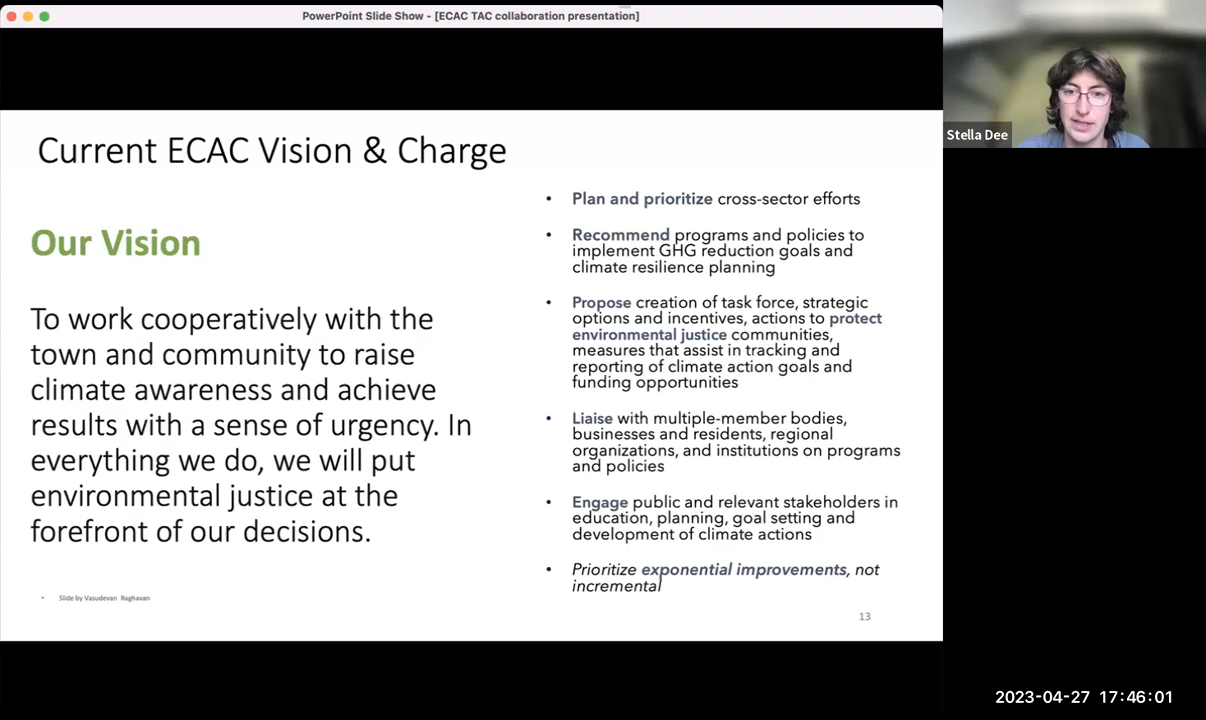 PowerPoint Slide Show - [ECAC TAC collaboration presentation]
Stella Dee
Current ECAC Vision & Charge
Our Vision
To work cooperatively with the
town and community to raise
climate awareness and achieve
results with a sense of urgency. In
everything we do, we will put
environmental justice at the
forefront of our decisions.
• Slide by Vasudevan Raghavan
• Plan and prioritize cross-sector efforts
• Recommend programs and policies to
implement GHG reduction goals and
climate resilience planning
• Propose creation of task force, strategic
options and incentives, actions to protect
environmental justice communities,
measures that assist in tracking and
reporting of climate action goals and
funding opportunities
• Liaise with multiple-member bodies,
businesses and residents, regional
organizations, and institutions on programs
and policies
• Engage public and relevant stakeholders in
education, planning, goal setting and
development of climate actions
• Prioritize exponential improvements, not
incremental
13
2023-04-27 17:46:01